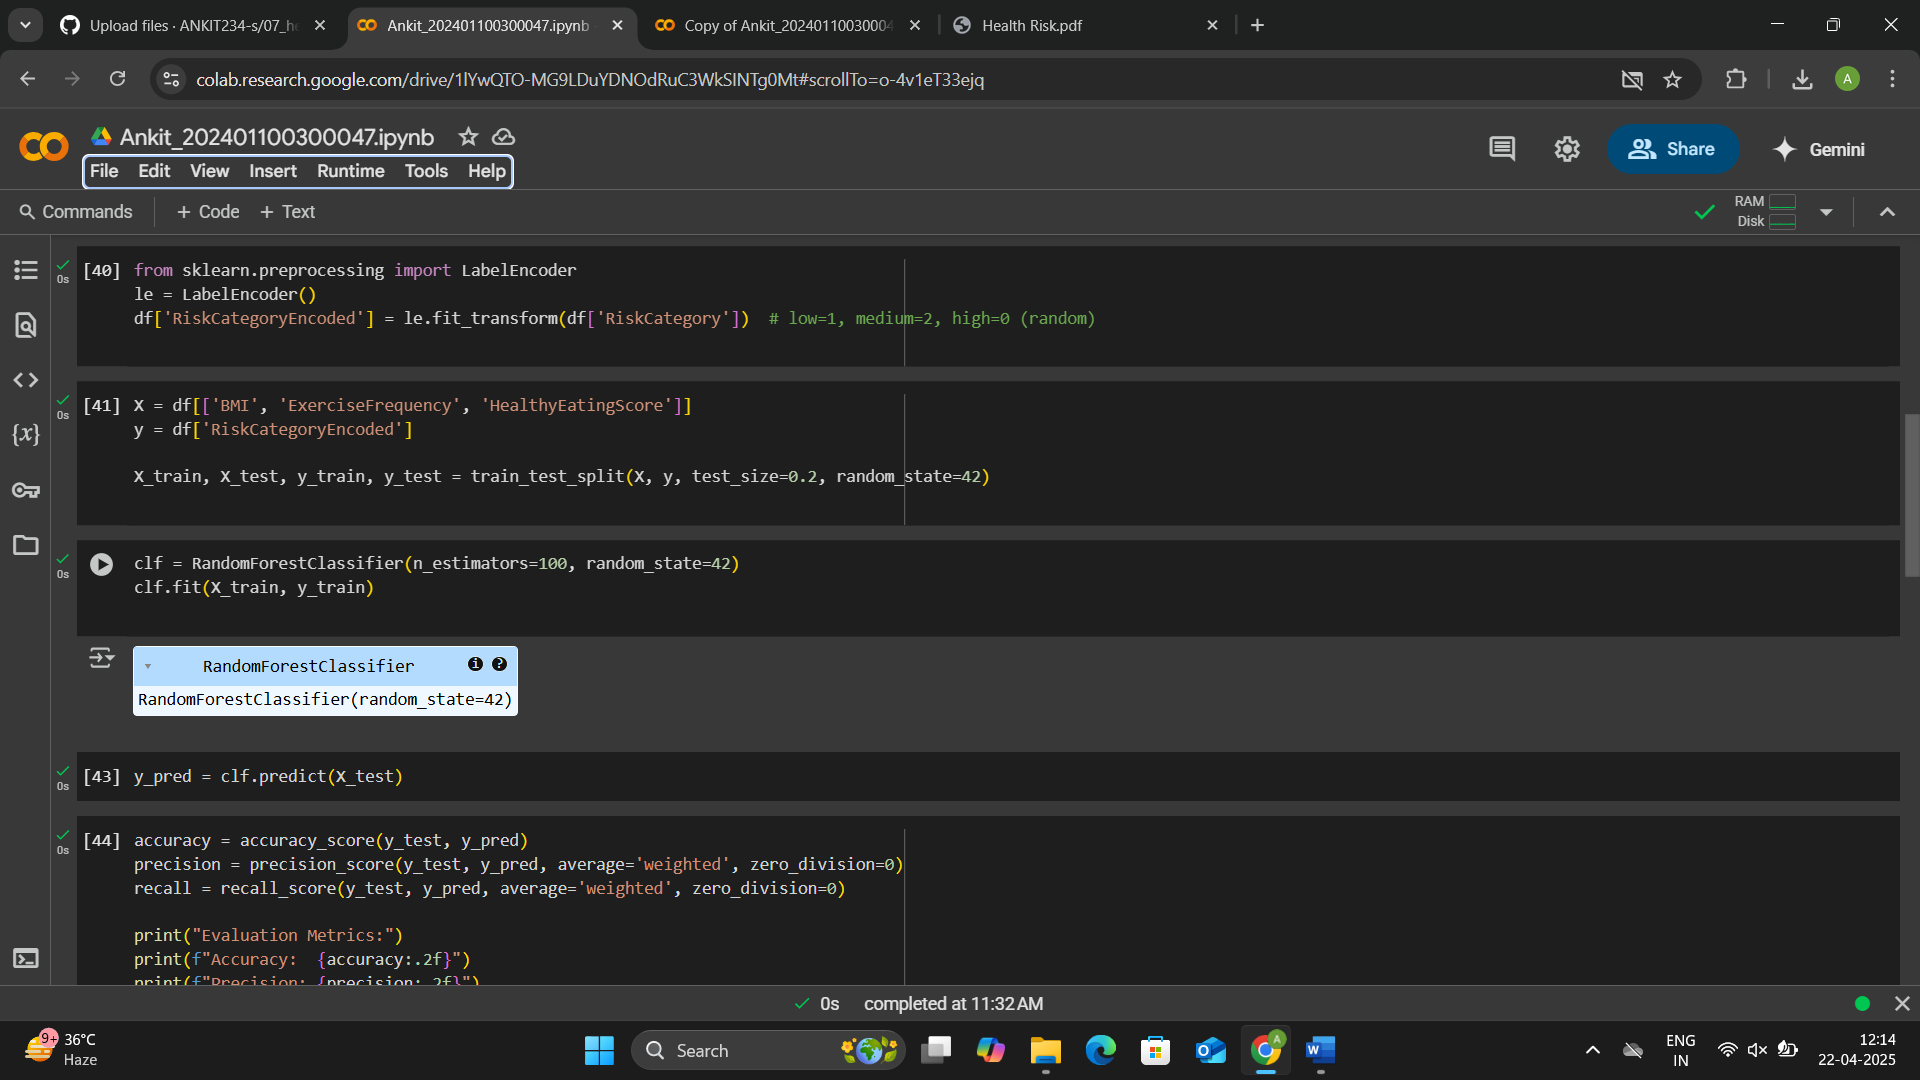 Upload files · ANKIT234-s/07_he
Ankit_202401100300047.ipynb
Copy of Ankit_20240110030004
Health Risk.pdf
colab.research.google.com/drive/1lYwQTO-MG9LDuYDNOdRuC3WkSINTg0Mt#scrollTo=o-4v1eT33ejq
A
Ankit_202401100300047.ipynb
File Edit View Insert Runtime Tools Help
Share
Gemini
Commands + Code + Text
RAM
Disk
0s
[40] from sklearn.preprocessing import LabelEncoder
le = LabelEncoder()
df['RiskCategoryEncoded'] = le.fit_transform(df['RiskCategory'])  # low=1, medium=2, high=0 (random)
0s
[41] X = df[['BMI', 'ExerciseFrequency', 'HealthyEatingScore']]
y = df['RiskCategoryEncoded']
X_train, X_test, y_train, y_test = train_test_split(X, y, test_size=0.2, random_state=42)
0s
clf = RandomForestClassifier(n_estimators=100, random_state=42)
clf.fit(X_train, y_train)
RandomForestClassifier
RandomForestClassifier(random_state=42)
0s
[43] y_pred = clf.predict(X_test)
0s
[44] accuracy = accuracy_score(y_test, y_pred)
precision = precision_score(y_test, y_pred, average='weighted', zero_division=0)
recall = recall_score(y_test, y_pred, average='weighted', zero_division=0)
print("Evaluation Metrics:")
print(f"Accuracy:  {accuracy:.2f}")
print(f"Precision: {precision:.2f}")
0s completed at 11:32 AM
9+
36°C
Haze
Search
A
ENG
IN
12:14
22-04-2025